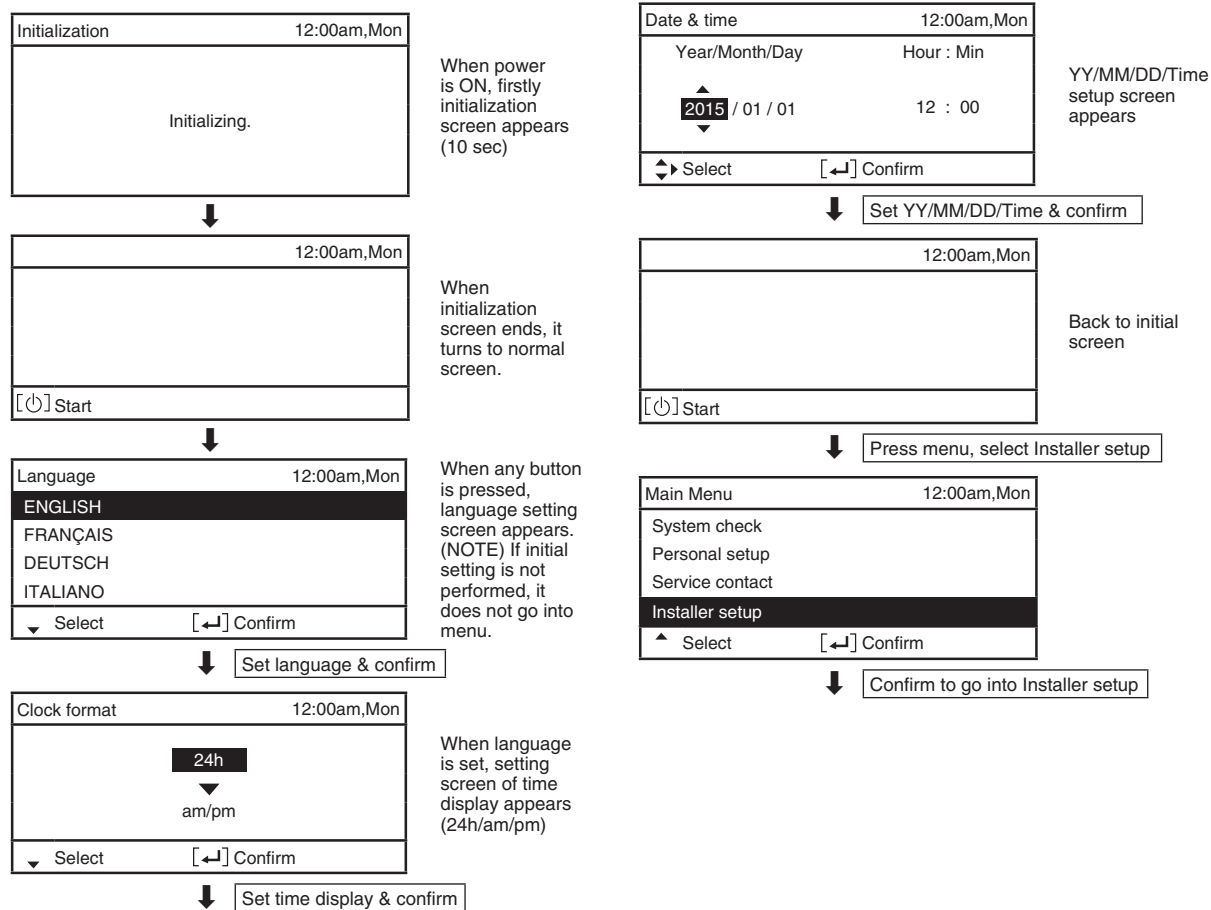 Initialization 12:00am,Mon
Initializing.
When power
is ON, firstly
initialization
screen appears
(10 sec)
12:00am,Mon
[⏻] Start
When
initialization
screen ends, it
turns to normal
screen.
Language 12:00am,Mon
ENGLISH
FRANÇAIS
DEUTSCH
ITALIANO
Select [↵] Confirm
When any button
is pressed,
language setting
screen appears.
(NOTE) If initial
setting is not
performed, it
does not go into
menu.
Set language & confirm
Clock format 12:00am,Mon
24h
am/pm
Select [↵] Confirm
When language
is set, setting
screen of time
display appears
(24h/am/pm)
Set time display & confirm
Date & time 12:00am,Mon
Year/Month/Day Hour : Min
2015 / 01 / 01 12 : 00
Select [↵] Confirm
YY/MM/DD/Time
setup screen
appears
Set YY/MM/DD/Time & confirm
12:00am,Mon
[⏻] Start
Back to initial
screen
Press menu, select Installer setup
Main Menu 12:00am,Mon
System check
Personal setup
Service contact
Installer setup
Select [↵] Confirm
Confirm to go into Installer setup